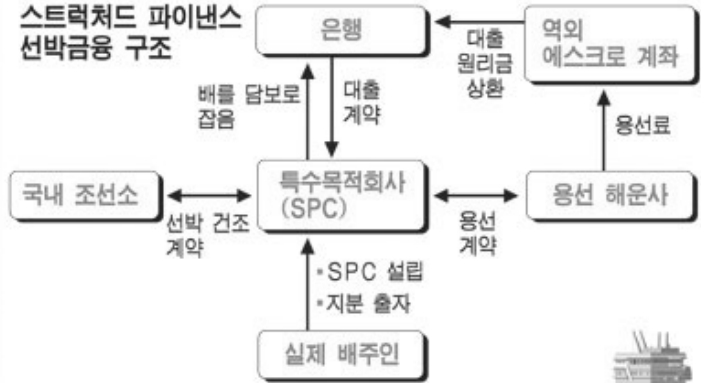 스트럭처드 파이낸스
선박금융 구조
은행
대출
원리금
상환
역외
에스크로 계좌
배를 담보로
잡음
대출
계약
용선료
국내 조선소
선박 건조
계약
특수목적회사
(SPC)
용선
계약
용선 해운사
▪SPC 설립
▪지분 출자
실제 배주인